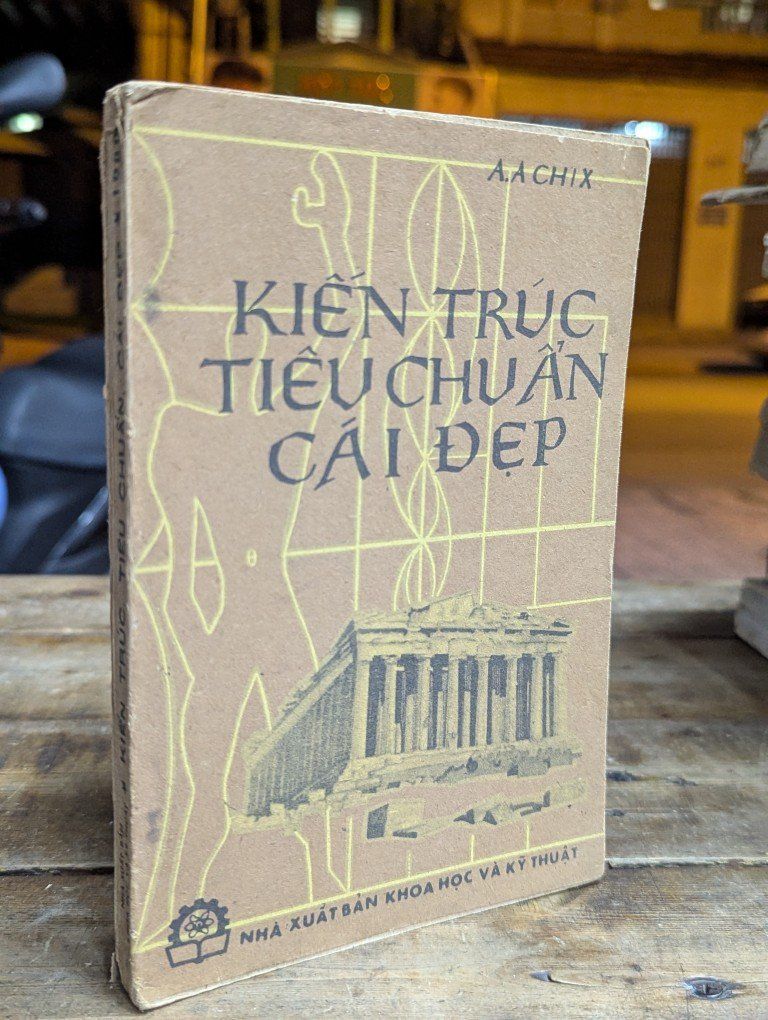 A.ACHIX
KIẾN TRÚC
TIÊU CHUẨN
CÁI ĐẸP
NHÀ XUẤT BẢN KHOA HỌC VÀ KỸ THUẬT
KIẾN TRÚC TIÊU CHUẨN CÁI ĐẸP